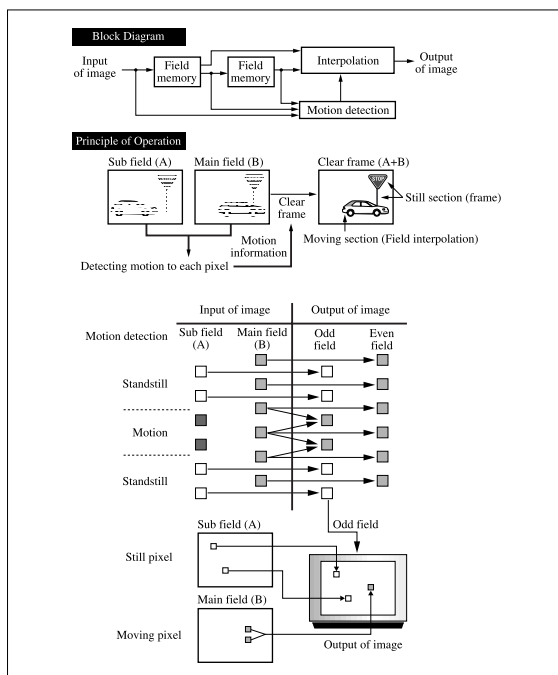 Block Diagram
Input
of image
Field
memory
Field
memory
Interpolation
Output
of image
Motion detection
Principle of Operation
Sub field (A)
Main field (B)
Clear frame (A+B)
STOP
Clear
frame
Still section (frame)
Motion
information
Moving section (Field interpolation)
Detecting motion to each pixel
Input of image
Output of image
Motion detection
Sub field
(A)
Main field
(B)
Odd
field
Even
field
Standstill
Motion
Standstill
Odd field
Sub field (A)
Still pixel
Main field (B)
Moving pixel
Output of image